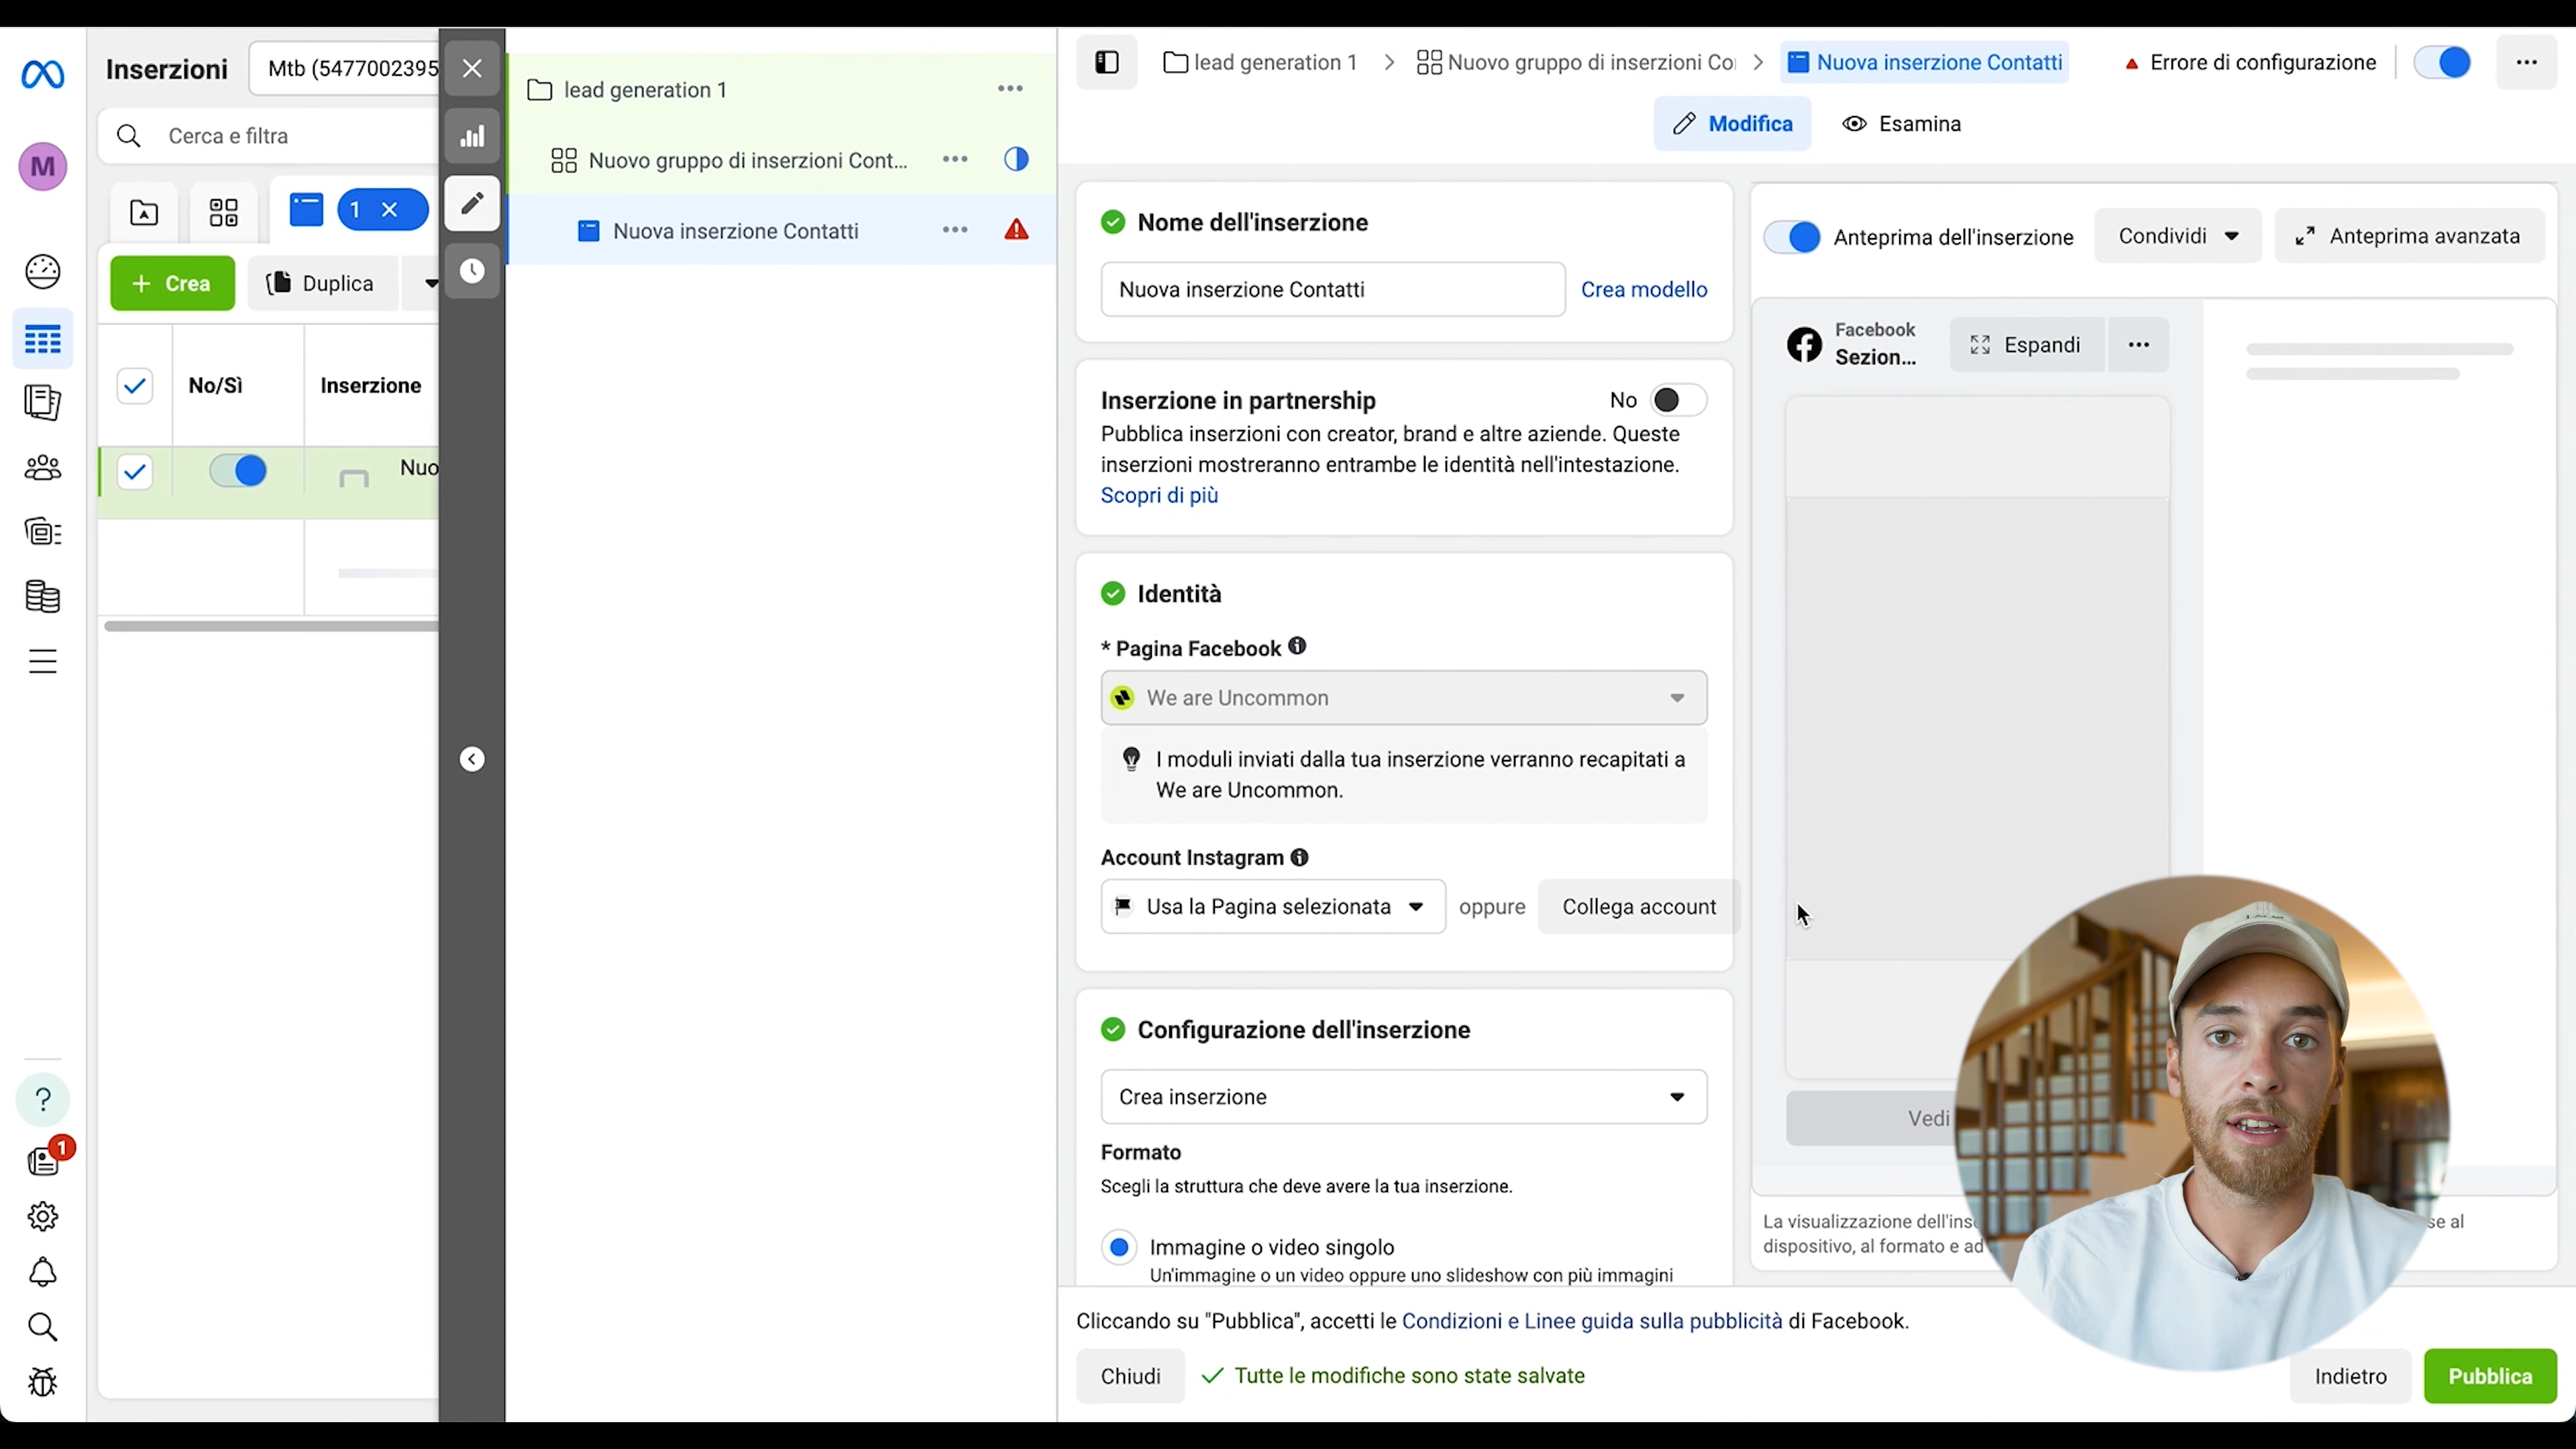 Inserzioni
Mtb (5477002395
Cerca e filtra
1
Crea
Duplica
No/Sì
Inserzione
Nuo
M
?
1
lead generation 1
Nuovo gruppo di inserzioni Cont...
Nuova inserzione Contatti
lead generation 1
Nuovo gruppo di inserzioni Co
Nuova inserzione Contatti
Errore di configurazione
Modifica
Esamina
Nome dell'inserzione
Nuova inserzione Contatti
Crea modello
Inserzione in partnership
No
Pubblica inserzioni con creator, brand e altre aziende. Queste
inserzioni mostreranno entrambe le identità nell'intestazione.
Scopri di più
Identità
* Pagina Facebook
We are Uncommon
I moduli inviati dalla tua inserzione verranno recapitati a
We are Uncommon.
Account Instagram
Usa la Pagina selezionata
oppure
Collega account
Configurazione dell'inserzione
Crea inserzione
Formato
Scegli la struttura che deve avere la tua inserzione.
Immagine o video singolo
Un'immagine o un video oppure uno slideshow con più immagini
Anteprima dell'inserzione
Condividi
Anteprima avanzata
Facebook
Sezion...
Espandi
Vedi
La visualizzazione dell'ins
se al
dispositivo, al formato e ad
Cliccando su "Pubblica", accetti le Condizioni e Linee guida sulla pubblicità di Facebook.
Chiudi
Tutte le modifiche sono state salvate
Indietro
Pubblica